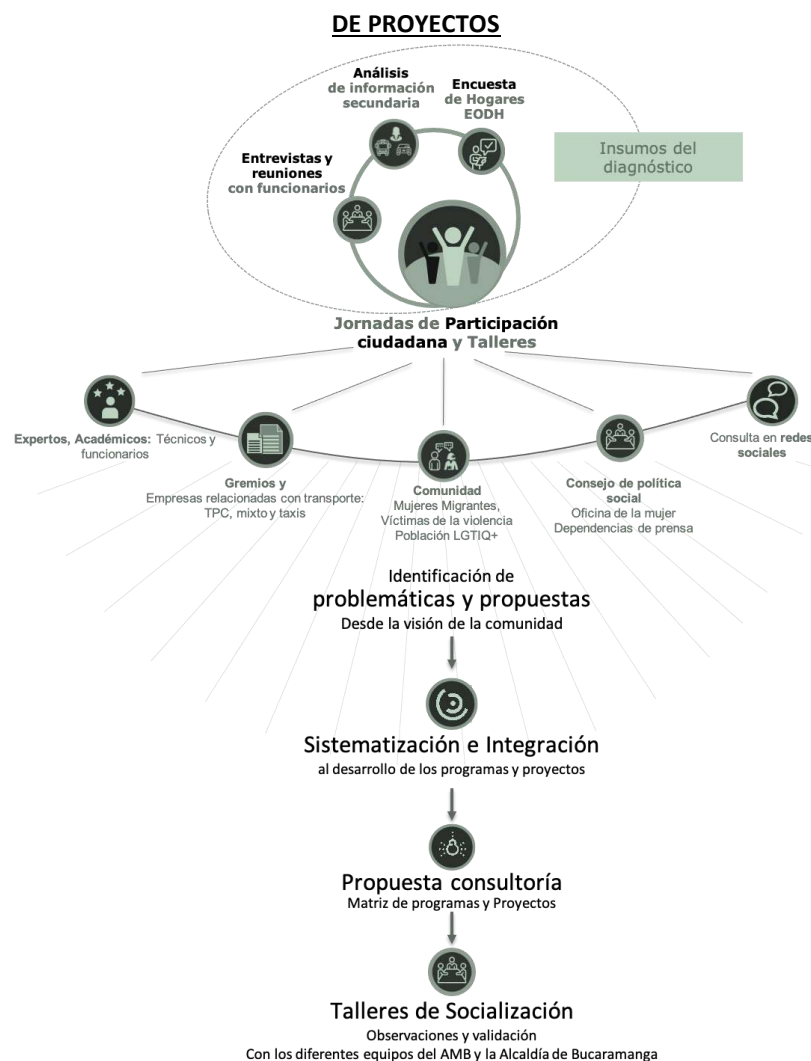 DE PROYECTOS
Análisis
de información
secundaria
Encuesta
de Hogares
EODH
Entrevistas y
reuniones
con funcionarios
Insumos del
diagnóstico
Jornadas de Participación
ciudadana y Talleres
Expertos, Académicos: Técnicos y
funcionarios
Gremios y
Empresas relacionadas con transporte:
TPC, mixto y taxis
Comunidad
Mujeres Migrantes,
Víctimas de la violencia
Población LGTIQ+
Consejo de política
social
Oficina de la mujer
Dependencias de prensa
Consulta en redes
sociales
Identificación de
problemáticas y propuestas
Desde la visión de la comunidad
Sistematización e Integración
al desarrollo de los programas y proyectos
Propuesta consultoría
Matriz de programas y Proyectos
Talleres de Socialización
Observaciones y validación
Con los diferentes equipos del AMB y la Alcaldía de Bucaramanga